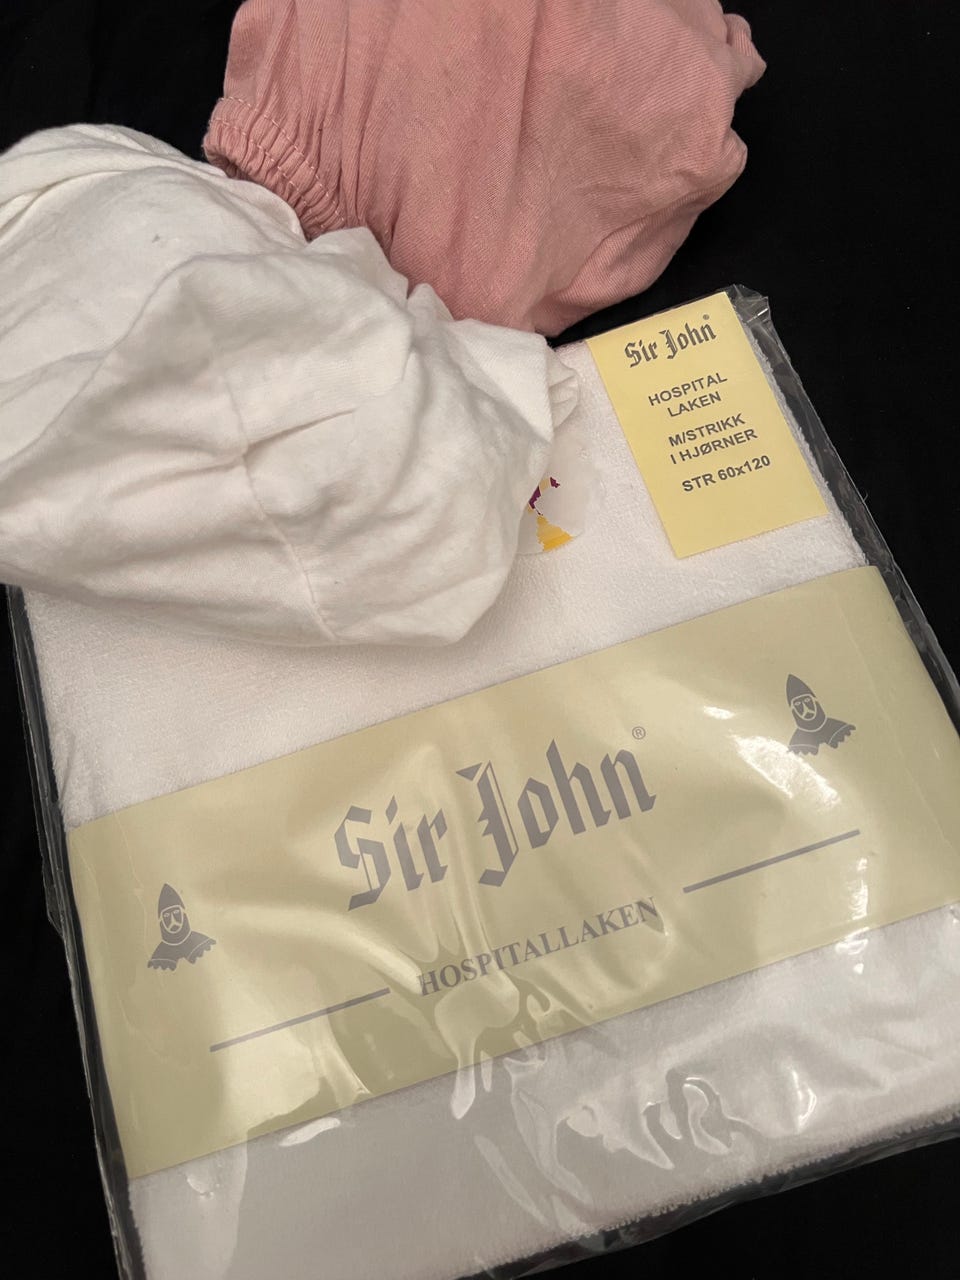 Sir John®
HOSPITAL
LAKEN
M/STRIKK
I HJØRNER
STR 60x120
Sir John®
HOSPITALLAKEN